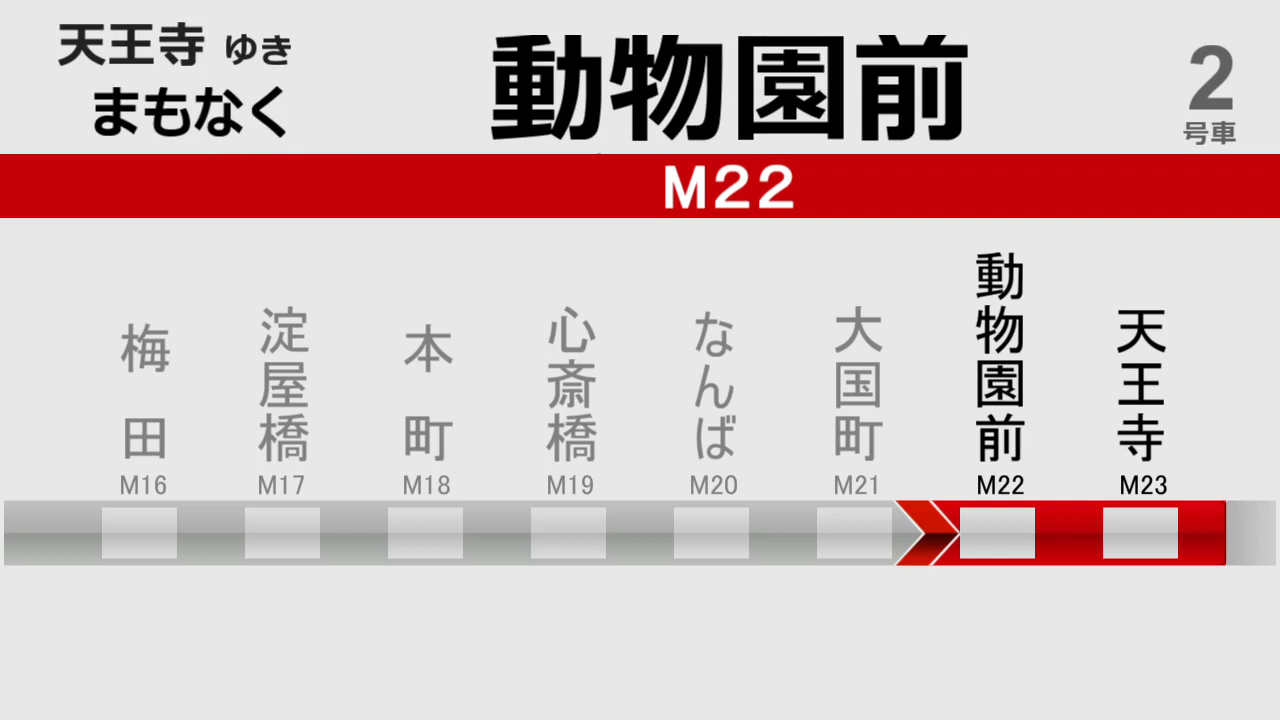 天王寺 ゆき
まもなく
動物園前
2
号車
M22
梅田
淀屋橋
本町
心斎橋
なんば
大国町
動物園前
天王寺
M16
M17
M18
M19
M20
M21
M22
M23